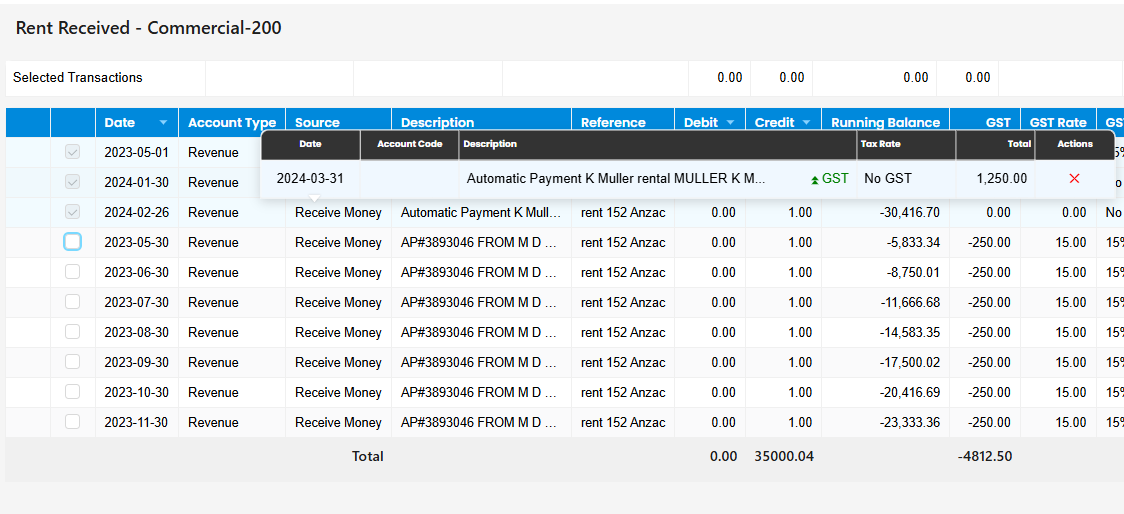 Rent Received - Commercial-200
Selected Transactions 0.00 0.00 0.00 0.00
Date Account Type Source Description Reference Debit Credit Running Balance GST GST Rate
Date Account Code Description Tax Rate Total Actions
2023-05-01 Revenue
2024-03-31 Automatic Payment K Muller rental MULLER K M... GST No GST 1,250.00
2024-01-30 Revenue
2024-02-26 Revenue Receive Money Automatic Payment K Mull... rent 152 Anzac 0.00 1.00 -30,416.70 0.00 0.00 No
2023-05-30 Revenue Receive Money AP#3893046 FROM M D ... rent 152 Anzac 0.00 1.00 -5,833.34 -250.00 15.00 15%
2023-06-30 Revenue Receive Money AP#3893046 FROM M D ... rent 152 Anzac 0.00 1.00 -8,750.01 -250.00 15.00 15%
2023-07-30 Revenue Receive Money AP#3893046 FROM M D ... rent 152 Anzac 0.00 1.00 -11,666.68 -250.00 15.00 15%
2023-08-30 Revenue Receive Money AP#3893046 FROM M D ... rent 152 Anzac 0.00 1.00 -14,583.35 -250.00 15.00 15%
2023-09-30 Revenue Receive Money AP#3893046 FROM M D ... rent 152 Anzac 0.00 1.00 -17,500.02 -250.00 15.00 15%
2023-10-30 Revenue Receive Money AP#3893046 FROM M D ... rent 152 Anzac 0.00 1.00 -20,416.69 -250.00 15.00 15%
2023-11-30 Revenue Receive Money AP#3893046 FROM M D ... rent 152 Anzac 0.00 1.00 -23,333.36 -250.00 15.00 15%
Total 0.00 35000.04 -4812.50